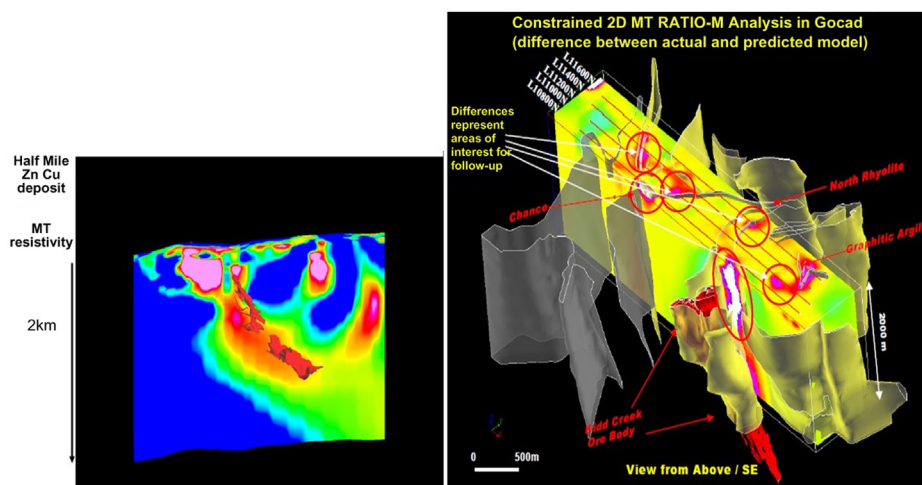 Half Mile
Zn Cu
deposit
MT
resistivity
2km
Constrained 2D MT RATIO-M Analysis in Gocad
(difference between actual and predicted model)
L11600N
L11400N
L11200N
L11000N
L10800N
Differences
represent
areas of
interest for
follow-up
Chance
North Rhyolite
Graphitic Argil
2000 m
Kidd Creek
Ore Body
0 500m
View from Above / SE